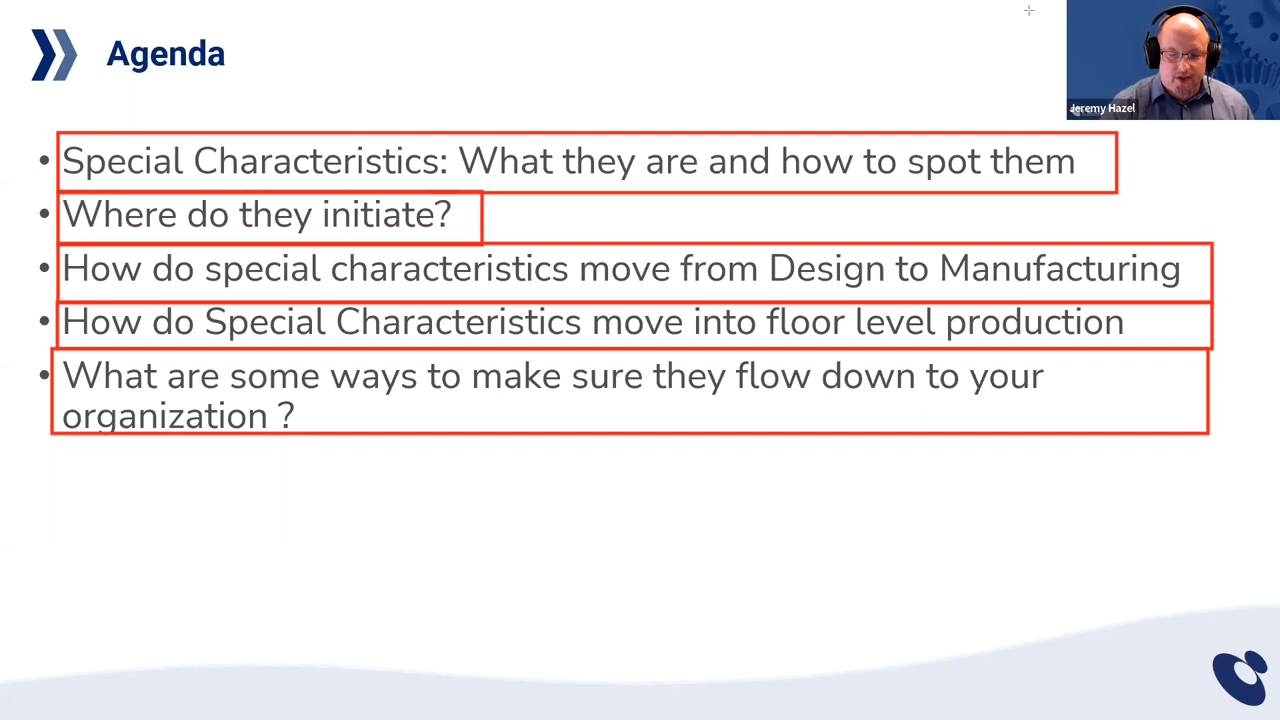 Agenda
Jeremy Hazel
• Special Characteristics: What they are and how to spot them
• Where do they initiate?
• How do special characteristics move from Design to Manufacturing
• How do Special Characteristics move into floor level production
• What are some ways to make sure they flow down to your
organization ?